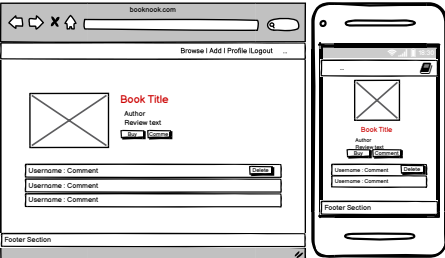 booknook.com
Browse I Add I Profile ILogout ...
Book Title
Author
Review text
Buy Comme
Username : Comment Delete
Username : Comment
Username : Comment
Footer Section
...
Book Title
Author
Review text
Buy Comment
Username : Comment Delete
Username : Comment
Footer Section